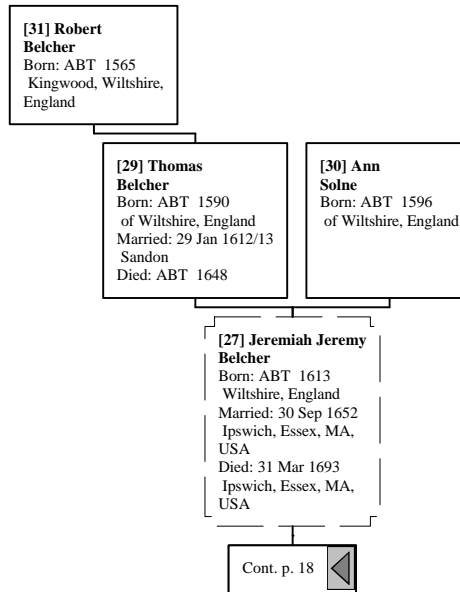 [31] Robert
Belcher
Born: ABT 1565
Kingwood, Wiltshire,
England
[29] Thomas
Belcher
Born: ABT 1590
of Wiltshire, England
Married: 29 Jan 1612/13
Sandon
Died: ABT 1648
[30] Ann
Solne
Born: ABT 1596
of Wiltshire, England
[27] Jeremiah Jeremy
Belcher
Born: ABT 1613
Wiltshire, England
Married: 30 Sep 1652
Ipswich, Essex, MA,
USA
Died: 31 Mar 1693
Ipswich, Essex, MA,
USA
Cont. p. 18